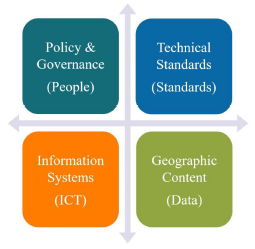 Policy &
Governance
(People)
Technical
Standards
(Standards)
Information
Systems
(ICT)
Geographic
Content
(Data)